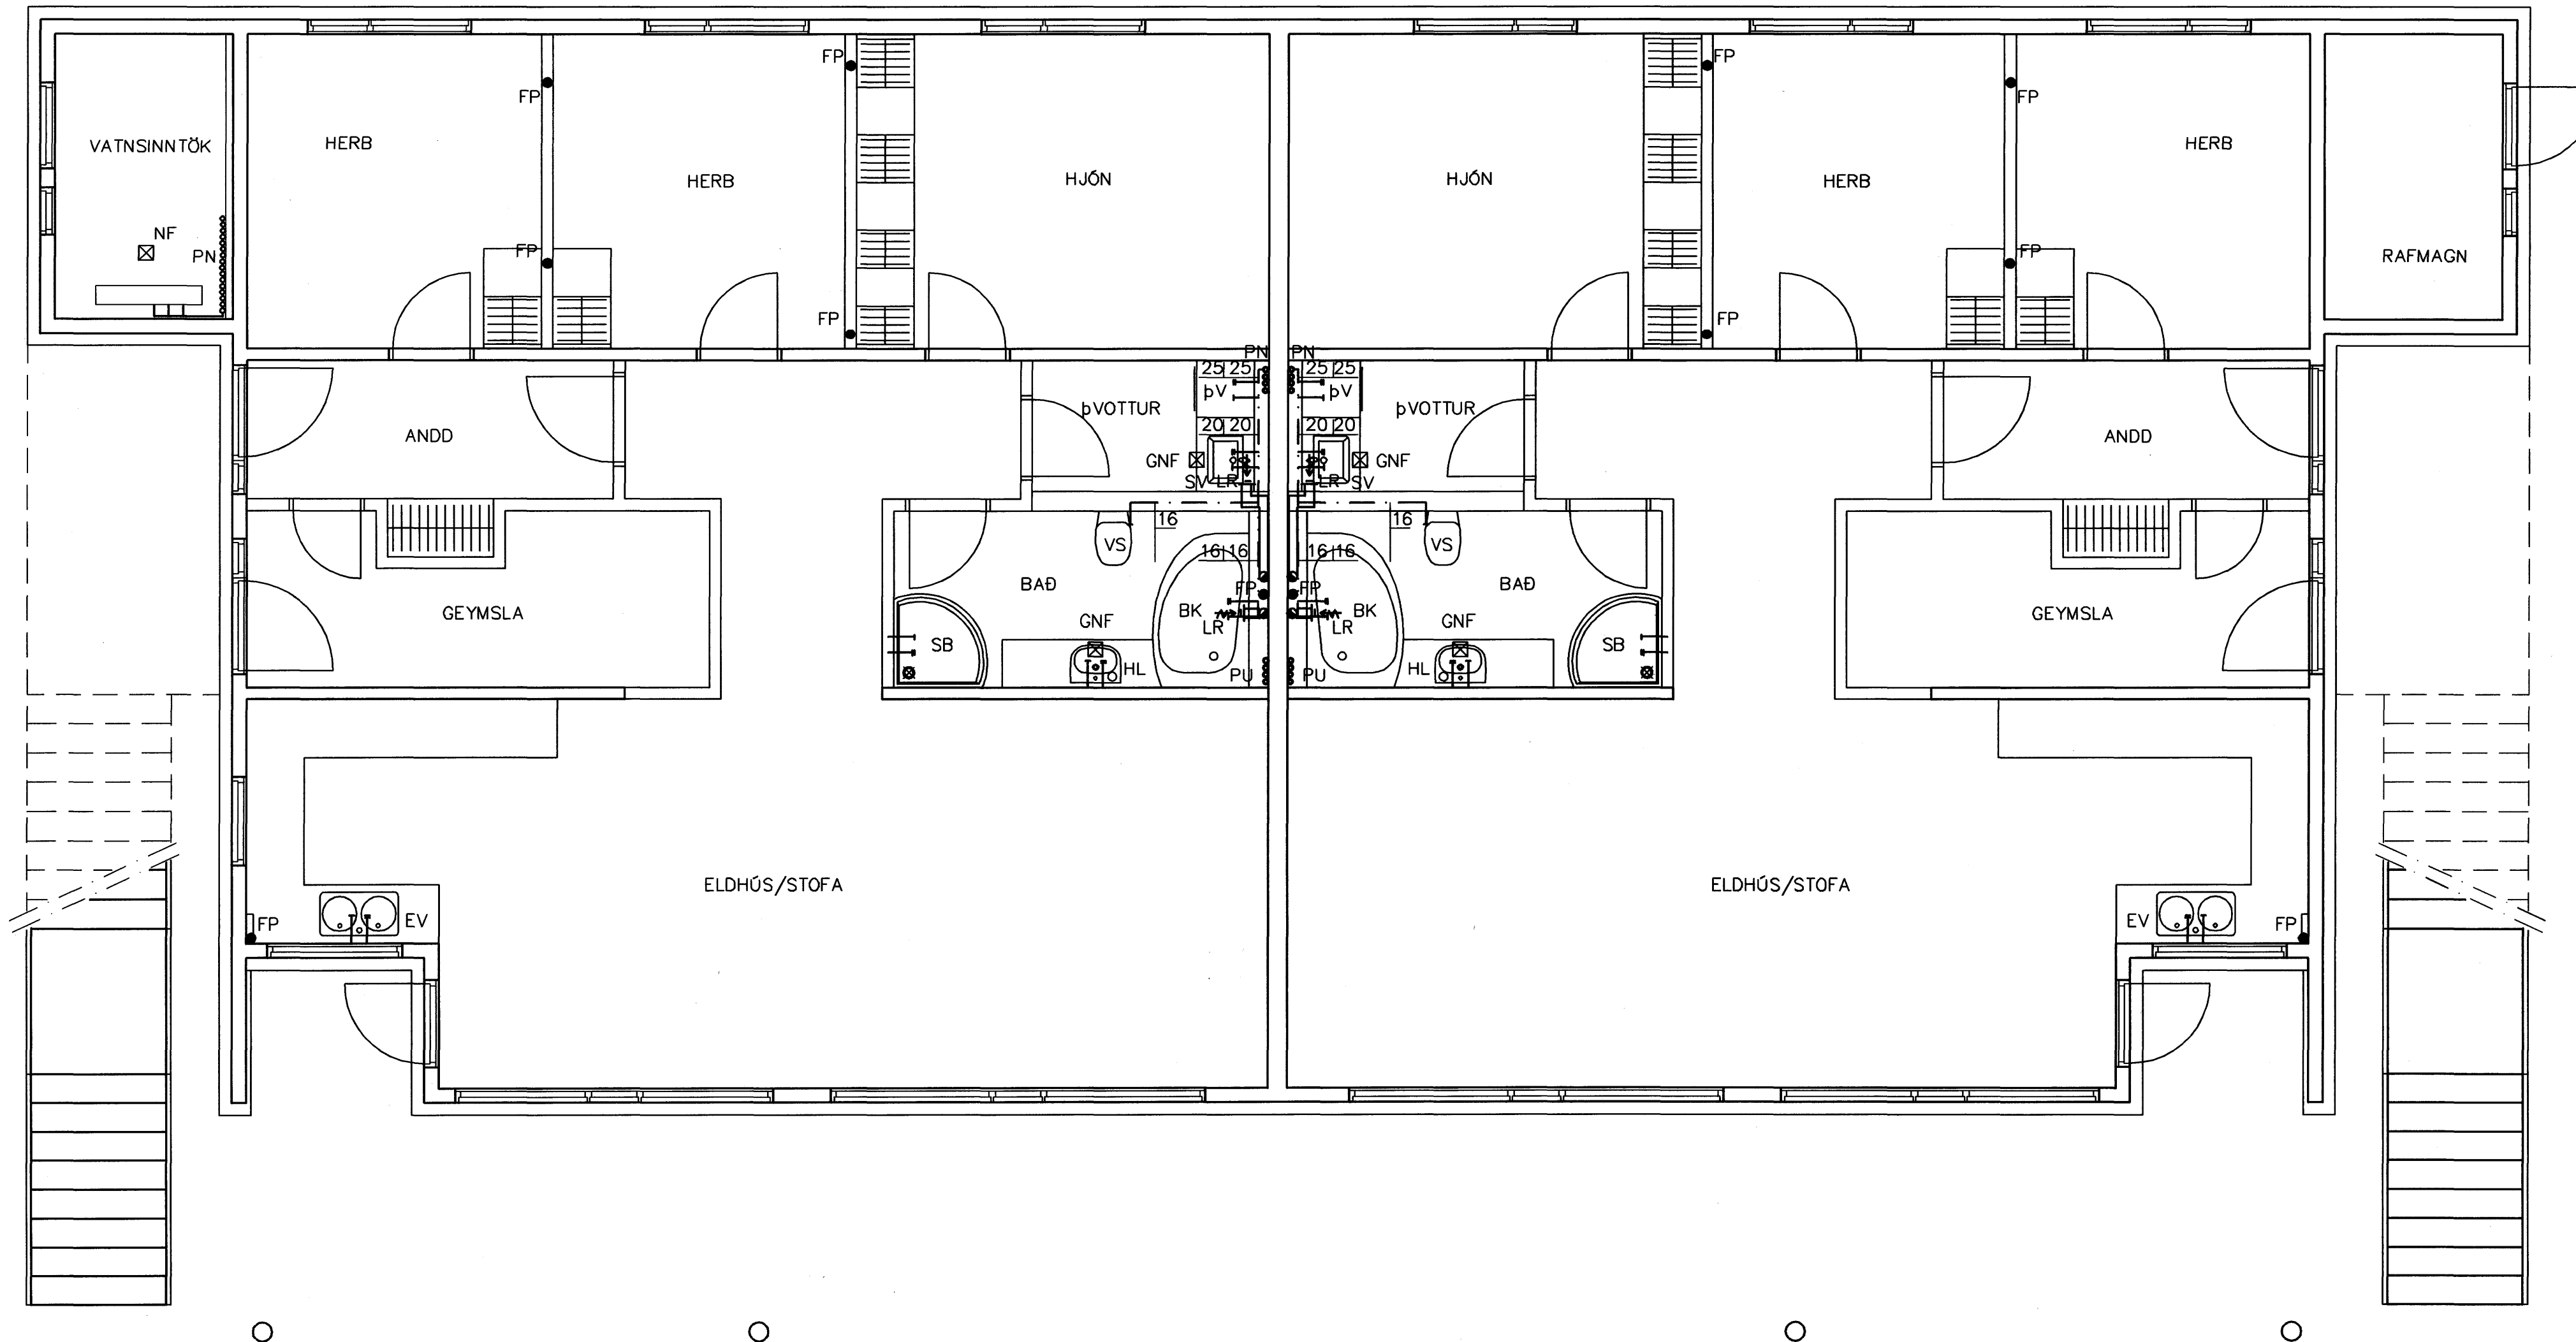 FP FP
FP FP
HERB HERB
VATNSINNTÖK
HERB HJÓN HJÓN HERB
NF
PN
FP FP
RAFMAGN
FP FP
PN PN
25 25 25 25
þV þV
þVOTTUR þVOTTUR
20 20 20 20
ANDD ANDD
GNF GNF
SV LR LR SV
16 16
VS VS
16 16 16 16
BAÐ BAÐ
FP FP
GEYMSLA BK BK GEYMSLA
GNF LR LR GNF
SB SB
HL HL
PU PU
ELDHÚS/STOFA ELDHÚS/STOFA
FP EV EV FP